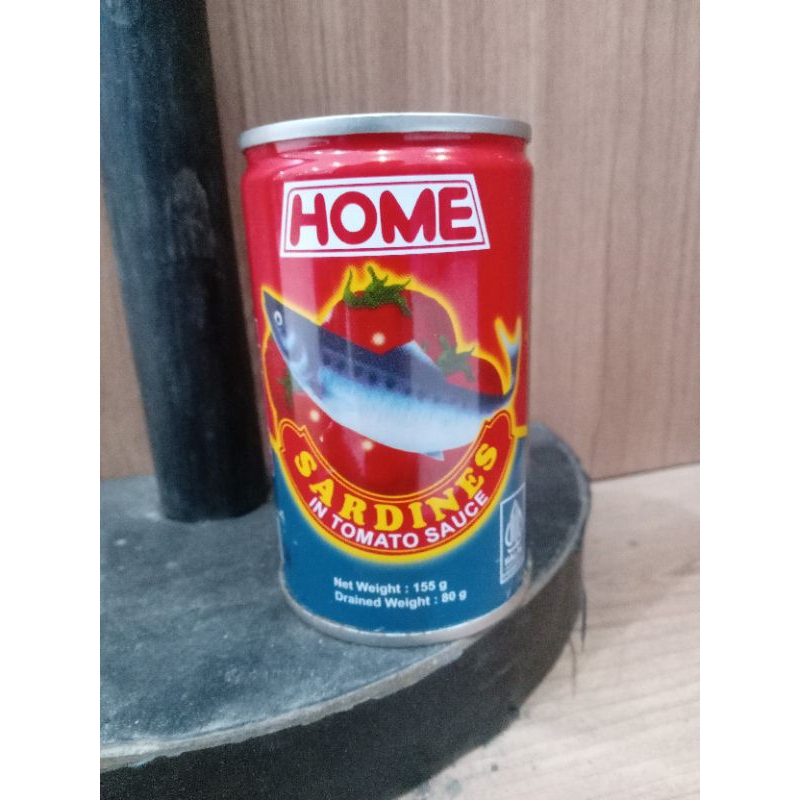 HOME
SARDINES
IN TOMATO SAUCE
Net Weight : 155 g
Drained Weight : 80 g